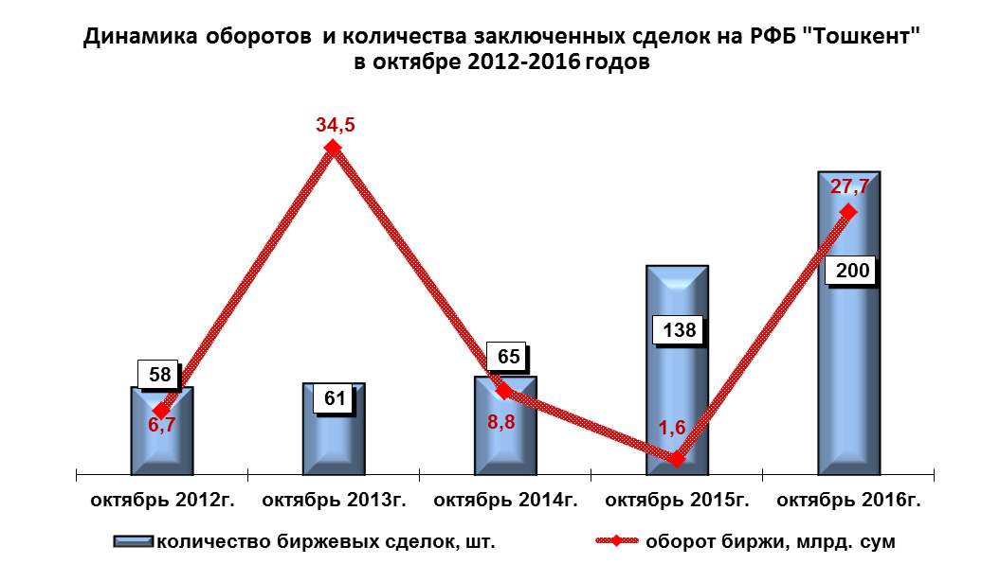 Динамика оборотов и количества заключенных сделок на РФБ "Тошкент"
в октябре 2012-2016 годов
34,5
27,7
200
138
65
58
61
6,7
8,8
1,6
октябрь 2012г.
октябрь 2013г.
октябрь 2014г.
октябрь 2015г.
октябрь 2016г.
количество биржевых сделок, шт.
оборот биржи, млрд. сум